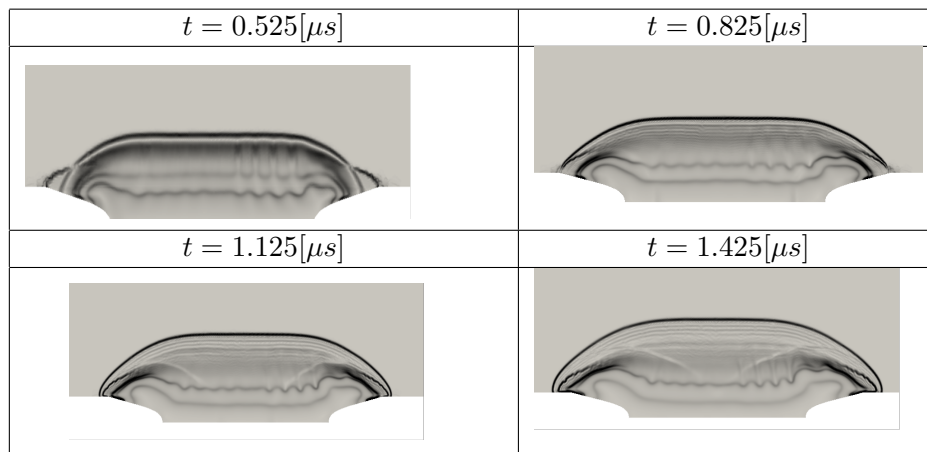 t = 0.525[μs]
t = 0.825[μs]
t = 1.125[μs]
t = 1.425[μs]